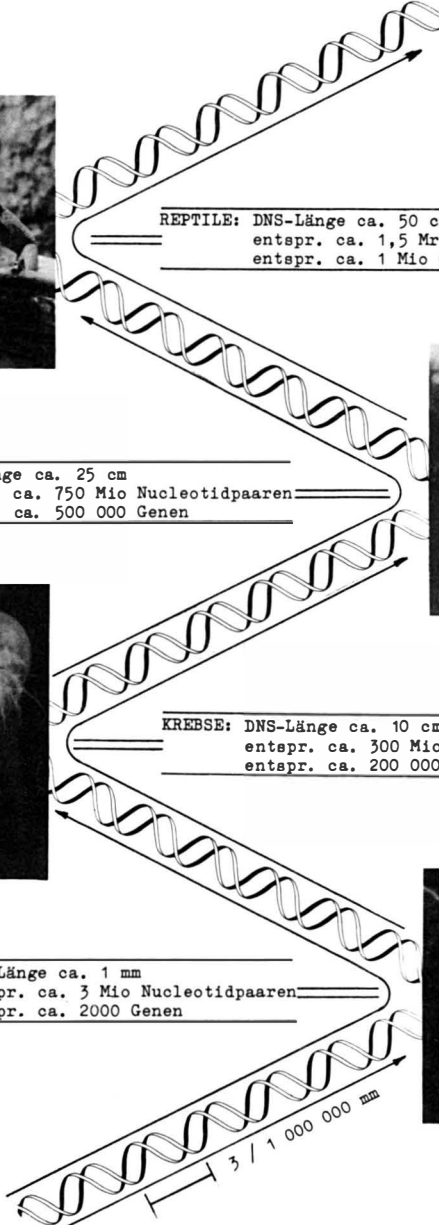 REPTILE: DNS-Länge ca. 50 c
entspr. ca. 1,5 Mr
entspr. ca. 1 Mio
ge ca. 25 cm
ca. 750 Mio Nucleotidpaaren
ca. 500 000 Genen
KREBSE: DNS-Länge ca. 10 cm
entspr. ca. 300 Mio
entspr. ca. 200 000
Länge ca. 1 mm
pr. ca. 3 Mio Nucleotidpaaren
pr. ca. 2000 Genen
3 / 1 000 000 mm